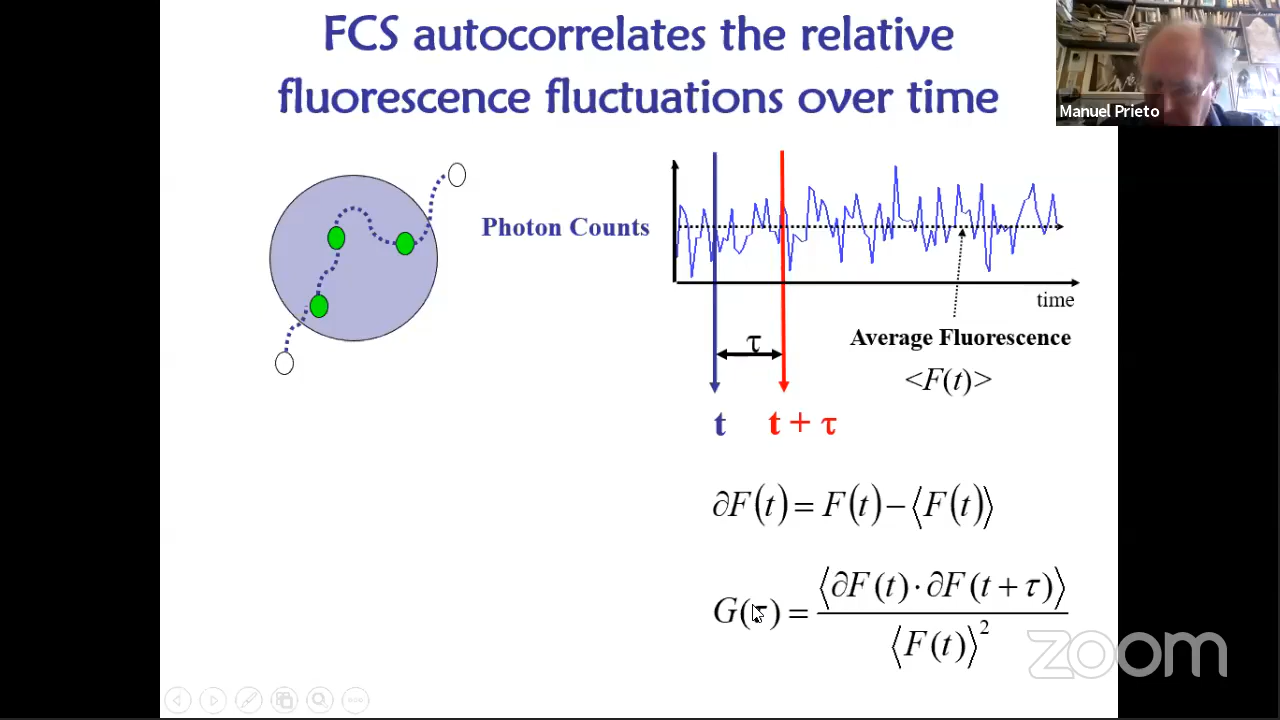 FCS autocorrelates the relative
fluorescence fluctuations over time
Manuel Prieto
Photon Counts
time
τ
Average Fluorescence
<F(t)>
t
t + τ
∂F(t) = F(t) − ⟨F(t)⟩
G(τ) = ⟨∂F(t) · ∂F(t + τ)⟩ / ⟨F(t)⟩²
zoom